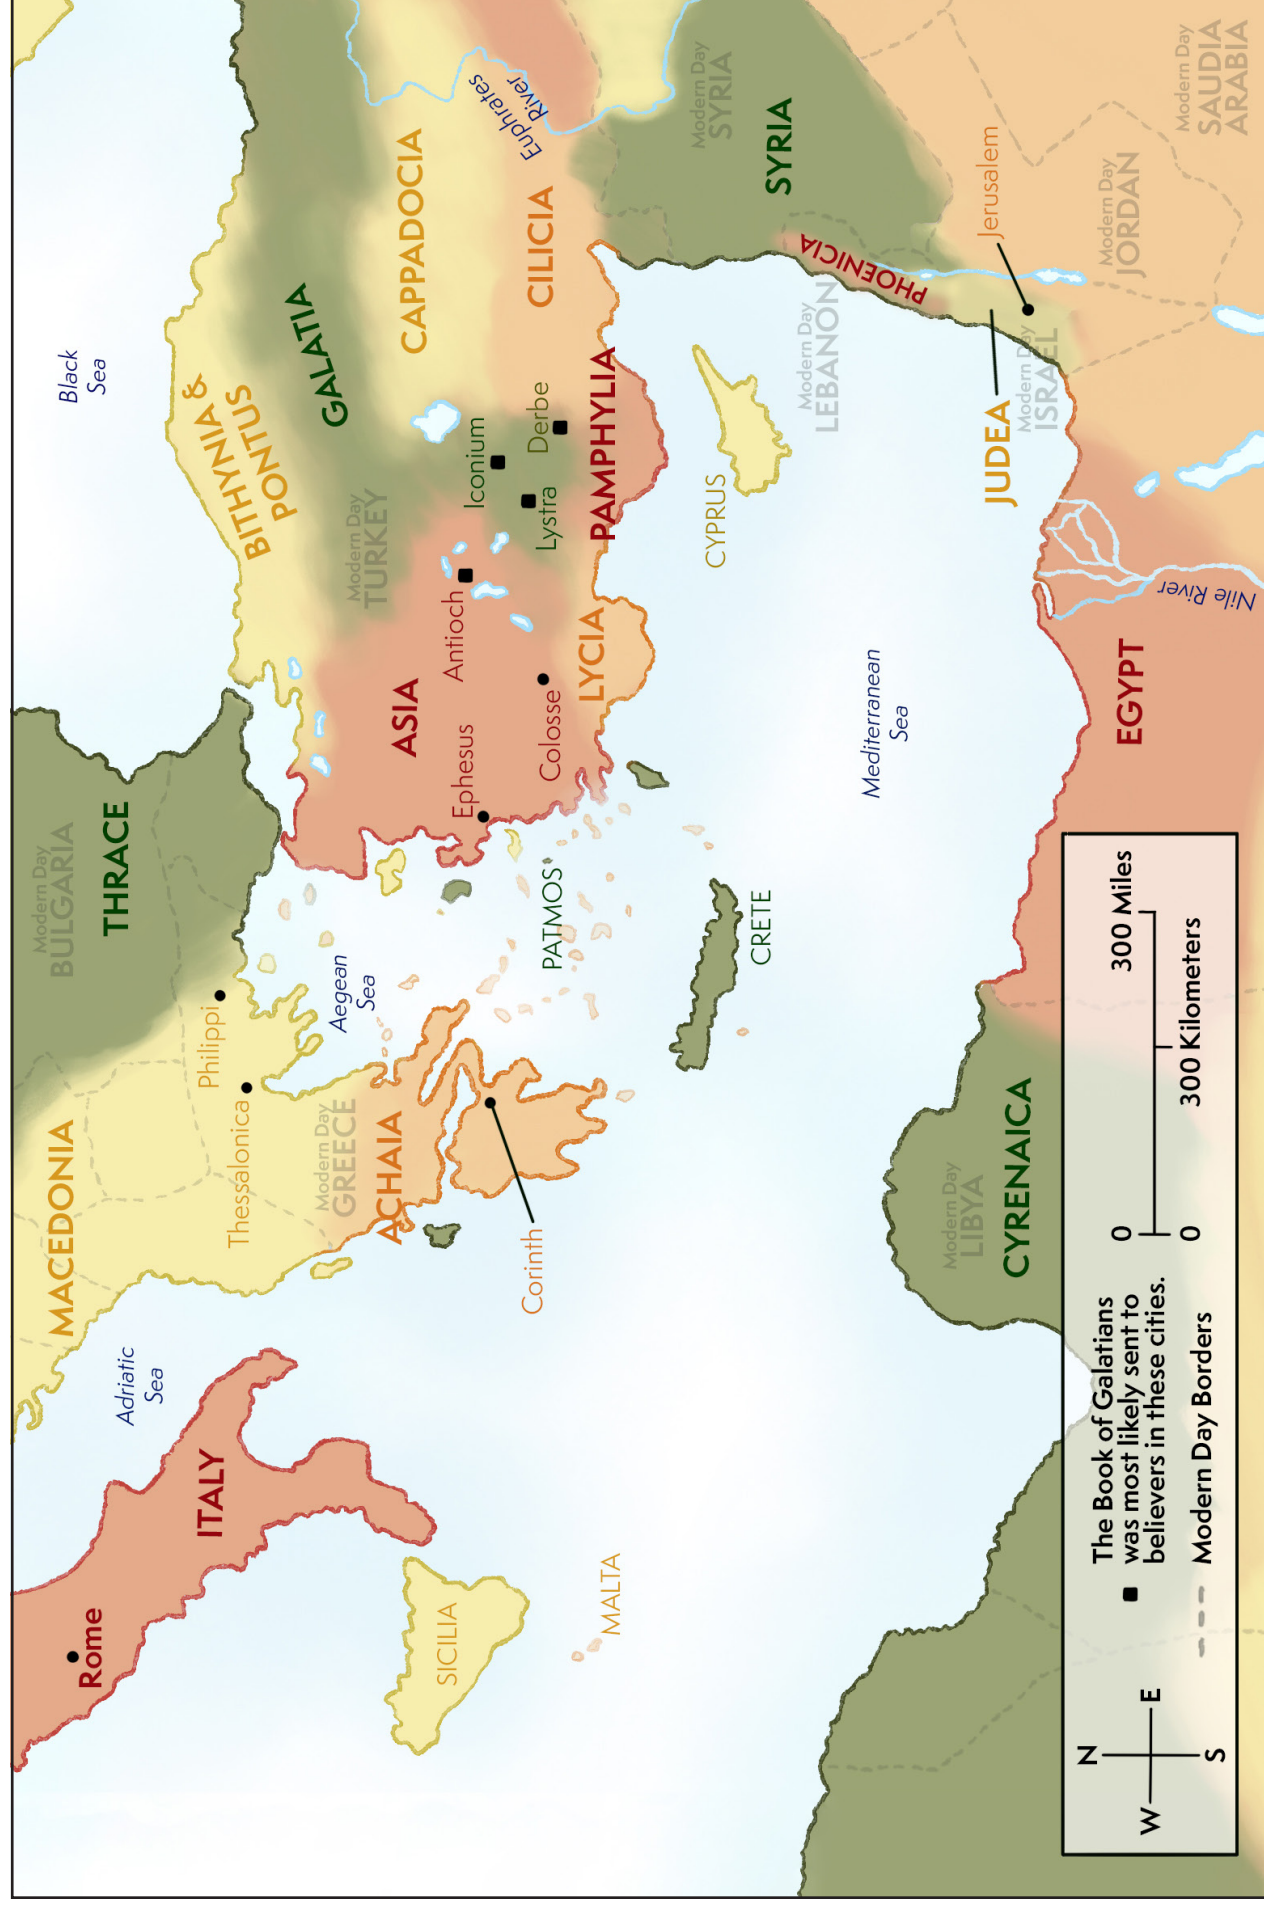 Rome
ITALY
Adriatic
Sea
SICILIA
MALTA
MACEDONIA
Thessalonica
Philippi
Modern Day
GREECE
ACHAIA
Corinth
Modern Day
BULGARIA
THRACE
Aegean
Sea
PATMOS
CRETE
Black
Sea
BITHYNIA &
PONTUS
GALATIA
Modern Day
TURKEY
ASIA
Ephesus
Colosse
Antioch
Iconium
Lystra
Derbe
LYCIA
PAMPHYLIA
CAPPADOCIA
CILICIA
Euphrates
River
CYPRUS
Mediterranean
Sea
Modern Day
SYRIA
SYRIA
PHOENICIA
Modern Day
LEBANON
Jerusalem
JUDEA
Modern Day
ISRAEL
Modern Day
JORDAN
Modern Day
SAUDIA
ARABIA
EGYPT
Nile River
Modern Day
LIBYA
CYRENAICA
N
W
E
S
The Book of Galatians
was most likely sent to
believers in these cities.
Modern Day Borders
0
300 Miles
0
300 Kilometers